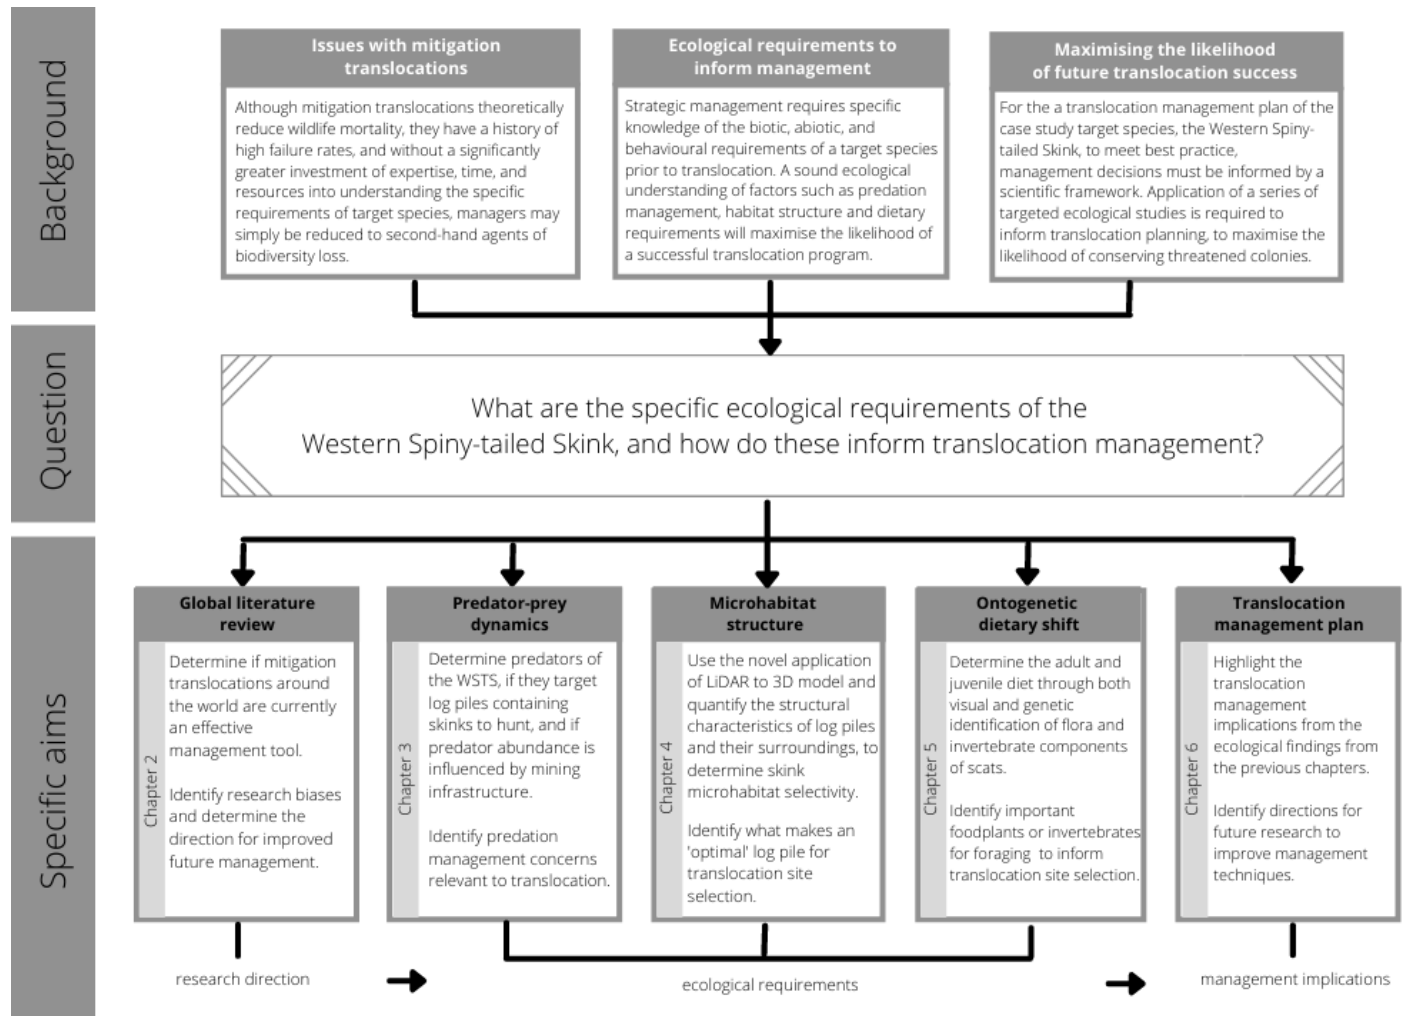 Background
Issues with mitigation
translocations
Although mitigation translocations theoretically
reduce wildlife mortality, they have a history of
high failure rates, and without a significantly
greater investment of expertise, time, and
resources into understanding the specific
requirements of target species, managers may
simply be reduced to second-hand agents of
biodiversity loss.
Ecological requirements to
inform management
Strategic management requires specific
knowledge of the biotic, abiotic, and
behavioural requirements of a target species
prior to translocation. A sound ecological
understanding of factors such as predation
management, habitat structure and dietary
requirements will maximise the likelihood of
a successful translocation program.
Maximising the likelihood
of future translocation success
For the a translocation management plan of the
case study target species, the Western Spiny-
tailed Skink, to meet best practice,
management decisions must be informed by a
scientific framework. Application of a series of
targeted ecological studies is required to
inform translocation planning, to maximise the
likelihood of conserving threatened colonies.
Question
What are the specific ecological requirements of the
Western Spiny-tailed Skink, and how do these inform translocation management?
Specific aims
Global literature
review
Chapter 2
Determine if mitigation
translocations around
the world are currently
an effective
management tool.
Identify research biases
and determine the
direction for improved
future management.
Predator-prey
dynamics
Chapter 3
Determine predators of
the WSTS, if they target
log piles containing
skinks to hunt, and if
predator abundance is
influenced by mining
infrastructure.
Identify predation
management concerns
relevant to translocation.
Microhabitat
structure
Chapter 4
Use the novel application
of LiDAR to 3D model and
quantify the structural
characteristics of log piles
and their surroundings, to
determine skink
microhabitat selectivity.
Identify what makes an
'optimal' log pile for
translocation site
selection.
Ontogenetic
dietary shift
Chapter 5
Determine the adult and
juvenile diet through both
visual and genetic
identification of flora and
invertebrate components
of scats.
Identify important
foodplants or invertebrates
for foraging to inform
translocation site selection.
Translocation
management plan
Chapter 6
Highlight the
translocation
management
implications from the
ecological findings from
the previous chapters.
Identify directions for
future research to
improve management
techniques.
research direction
ecological requirements
management implications